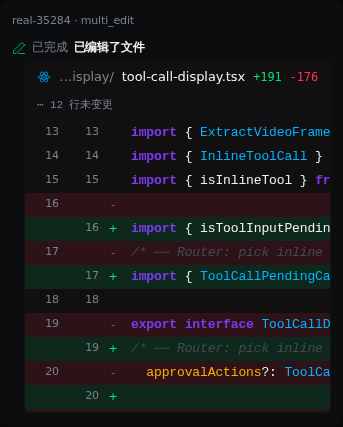 real-35284 · multi_edit
已完成 已编辑了文件
…isplay/ tool-call-display.tsx +191 -176
⋯ 12 行未变更
13 13 import { ExtractVideoFrame
14 14 import { InlineToolCall }
15 15 import { isInlineTool } fr
16 -
16 + import { isToolInputPendin
17 - /* —— Router: pick inline
17 + import { ToolCallPendingCa
18 18
19 - export interface ToolCallD
19 + /* —— Router: pick inline
20 - approvalActions?: ToolCa
20 +